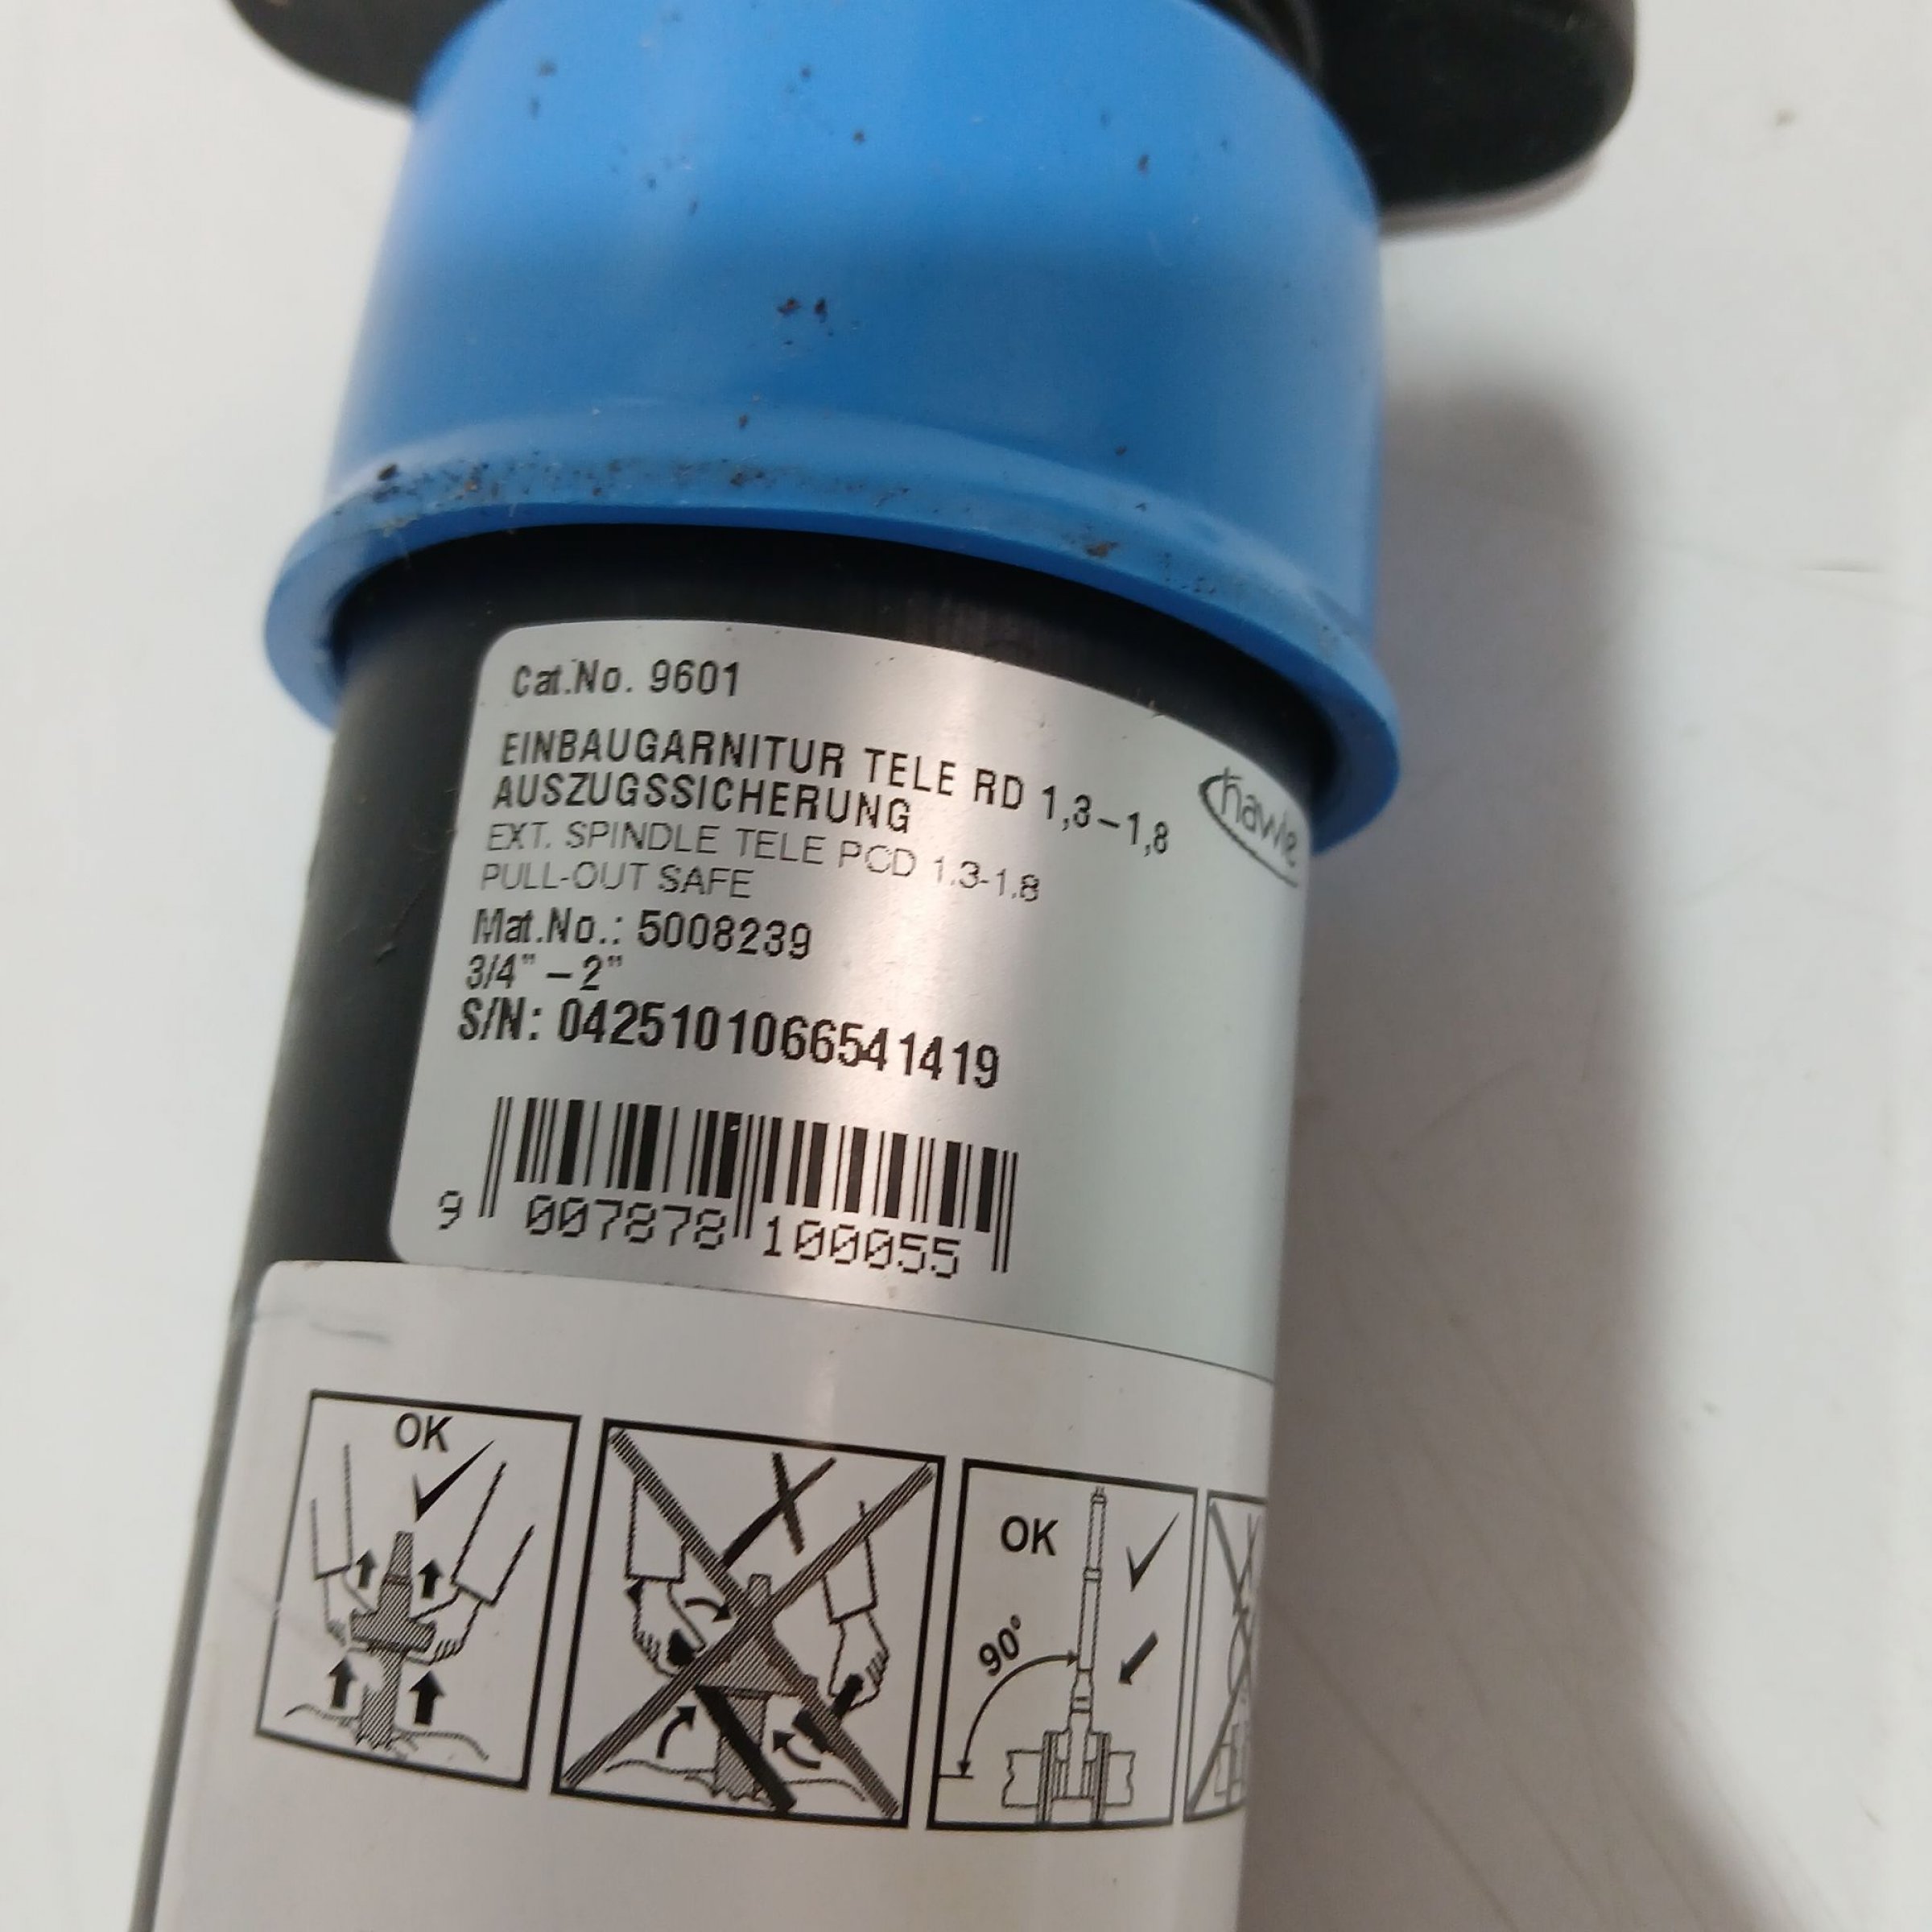 Cat.No. 9601
EINBAUGARNITUR TELE RD 1,3–1,8
AUSZUGSSICHERUNG
EXT. SPINDLE TELE PCD 1.3-1.8
PULL-OUT SAFE
hawle
Mat.No.: 5008239
3/4" – 2"
S/N: 0425101066541419
9 007878 100055
OK
OK
90°